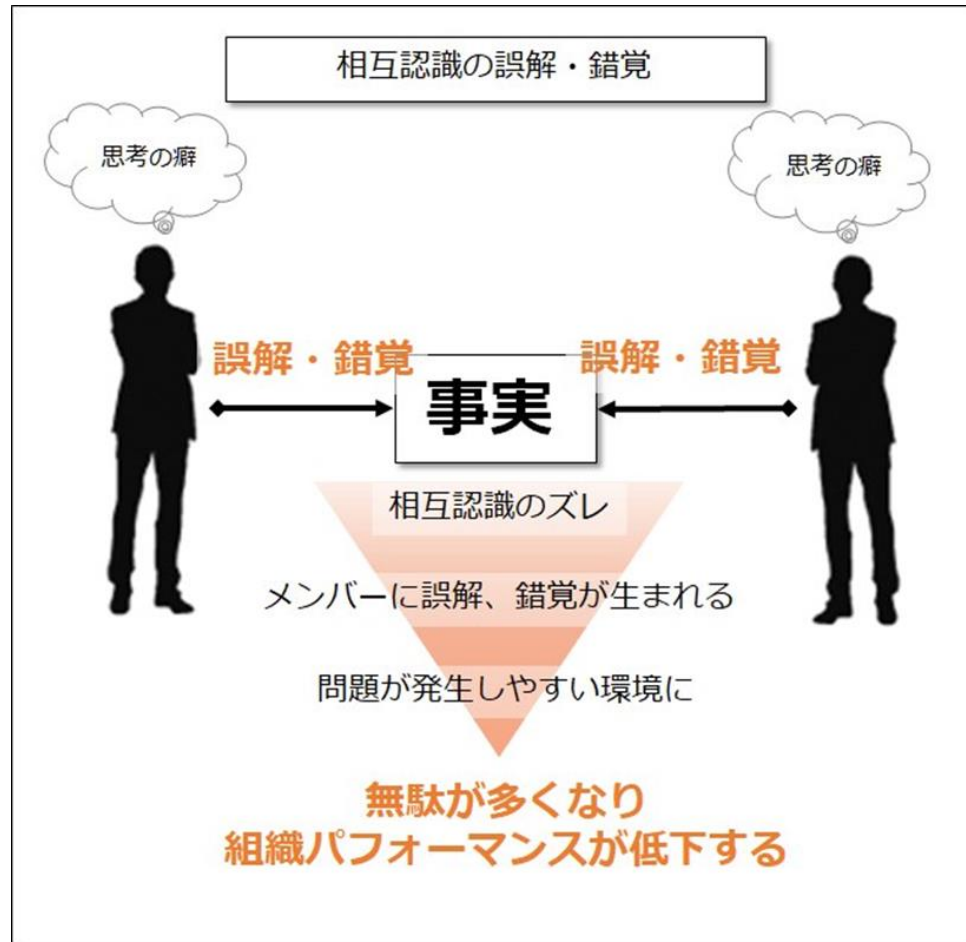 相互認識の誤解・錯覚
思考の癖
思考の癖
誤解・錯覚
誤解・錯覚
事実
相互認識のズレ
メンバーに誤解、錯覚が生まれる
問題が発生しやすい環境に
無駄が多くなり
組織パフォーマンスが低下する